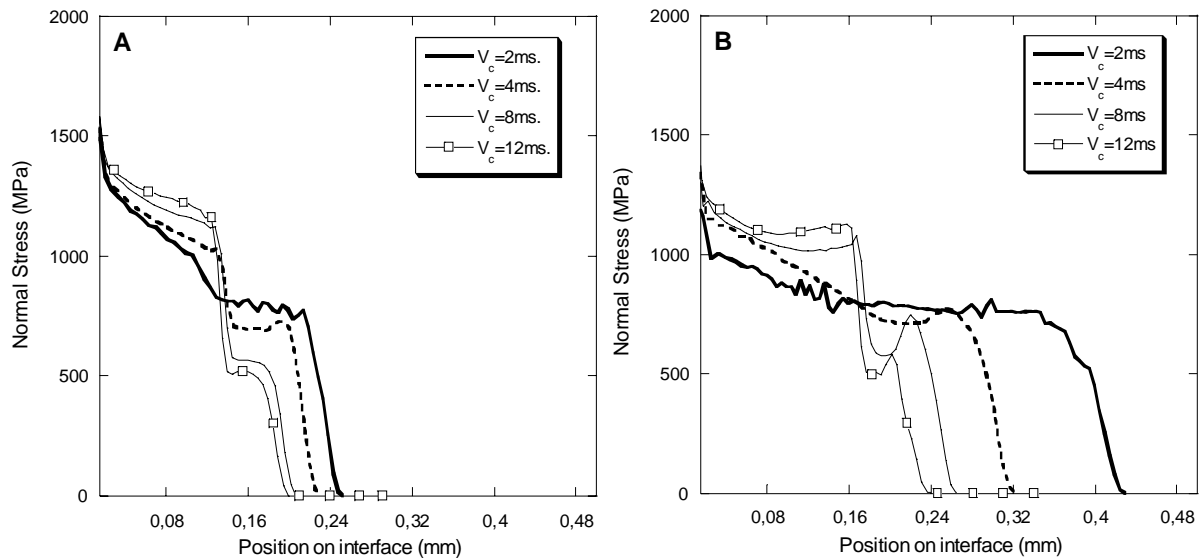 A
V_c=2ms.
V_c=4ms.
V_c=8ms.
V_c=12ms.
2000
1500
1000
500
0
Normal Stress (MPa)
0,08 0,16 0,24 0,32 0,4 0,48
Position on interface (mm)
B
V_c=2ms
V_c=4ms
V_c=8ms
V_c=12ms
2000
1500
1000
500
0
Normal Stress (MPa)
0,08 0,16 0,24 0,32 0,4 0,48
Position on interface (mm)